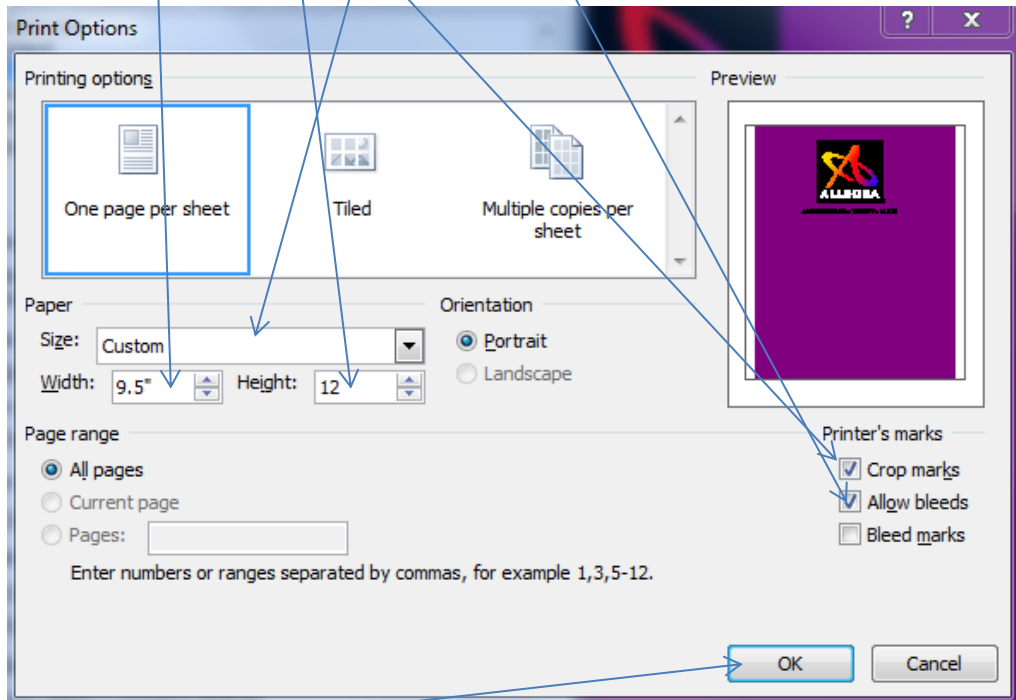 Print Options
? X
Printing options
Preview
One page per sheet
Tiled
Multiple copies per
sheet
ALLEGRA
Paper
Orientation
Size: Custom
Portrait
Width: 9.5" Height: 12
Landscape
Page range
Printer's marks
All pages
Crop marks
Current page
Allow bleeds
Pages:
Bleed marks
Enter numbers or ranges separated by commas, for example 1,3,5-12.
OK
Cancel